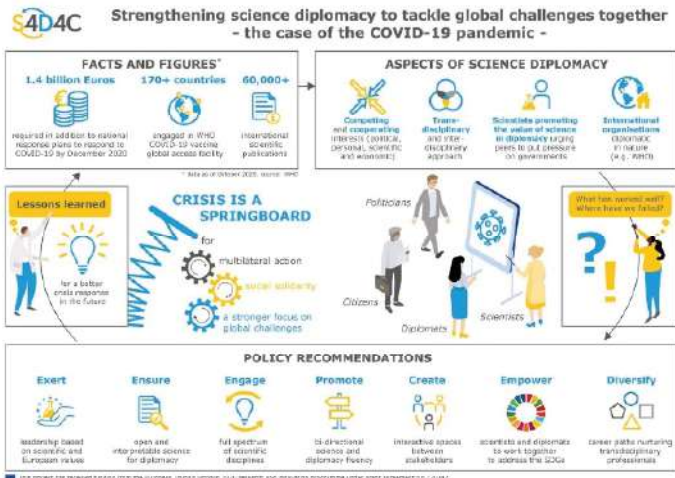 S4D4C
Strengthening science diplomacy to tackle global challenges together
- the case of the COVID-19 pandemic -
FACTS AND FIGURES*
1.4 billion Euros
required in addition to national
response plans to respond to
COVID-19 by December 2020
170+ countries
engaged in WHO
COVID-19 vaccine
global access facility
60,000+
international
scientific
publications
* data as of October 2020, source: WHO
ASPECTS OF SCIENCE DIPLOMACY
Competing
and cooperating
interests (political,
personal, scientific
and economic)
Trans-
disciplinary
and inter-
disciplinary
approach
Scientists promoting
the value of science
in diplomacy urging
peers to put pressure
on governments
International
organisations
diplomatic
in nature
(e.g. WHO)
Lessons learned
for a better
crisis response
in the future
CRISIS IS A
SPRINGBOARD
for
multilateral action
social solidarity
a stronger focus on
global challenges
Politicians
Citizens
Diplomats
Scientists
What has worked well?
Where have we failed?
POLICY RECOMMENDATIONS
Exert
leadership based
on scientific and
European values
Ensure
open and
interpretable science
for diplomacy
Engage
full spectrum
of scientific
disciplines
Promote
bi-directional
science and
diplomacy fluency
Create
interactive spaces
between
stakeholders
Empower
scientists and diplomats
to work together
to address the SDGs
Diversify
career paths nurturing
transdisciplinary
professionals